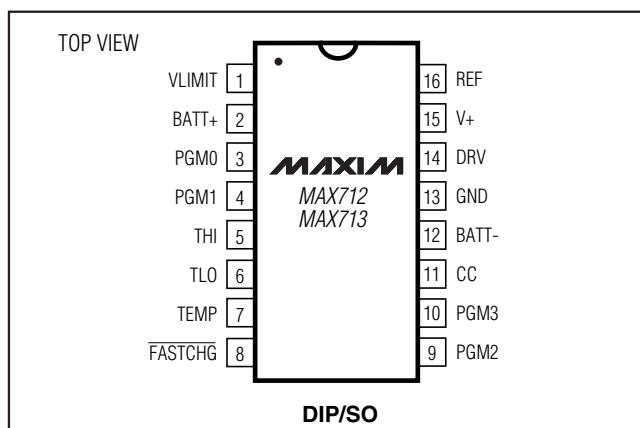 TOP VIEW
VLIMIT 1
BATT+ 2
PGM0 3
PGM1 4
THI 5
TLO 6
TEMP 7
FASTCHG 8
MAXIM
MAX712
MAX713
16 REF
15 V+
14 DRV
13 GND
12 BATT-
11 CC
10 PGM3
9 PGM2
DIP/SO